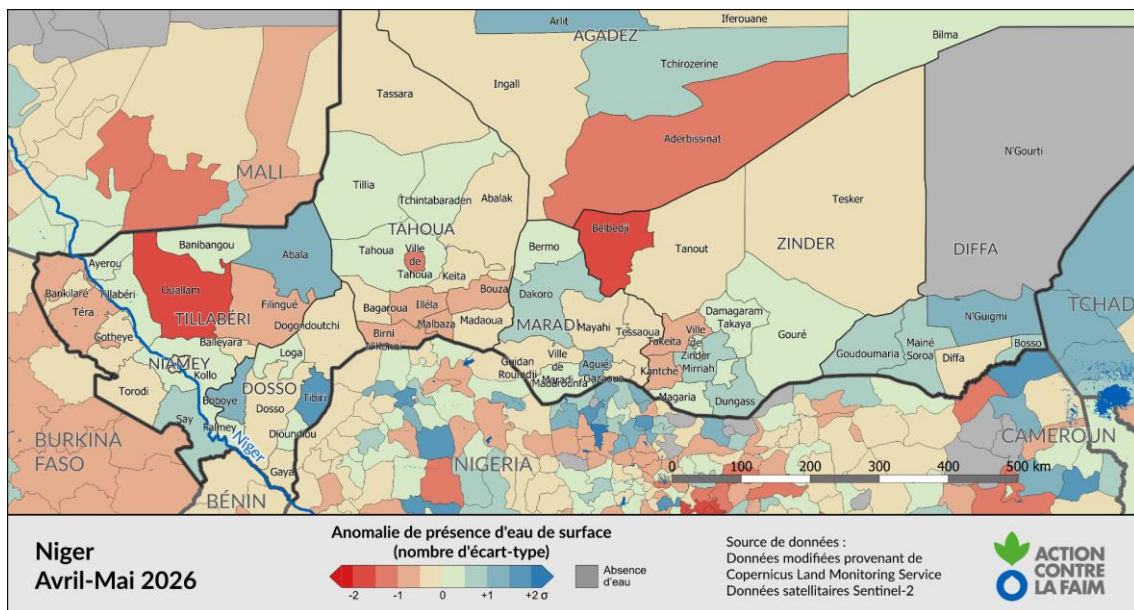 Iferouane
Arlit
AGADEZ
Bilma
Tchirozerine
Ingall
Tassara
Aderbissinat
N'Gourti
MALI
Tillia
Tchintabaraden
Abalak
Tesker
TAHOUA
Belbedji
Banibangou
Abala
Tahoua
Ville
de
Tahoua
Bermo
Tanout
ZINDER
DIFFA
Ayerou
Keita
Ouallam
Bankilaré
Tillabéri
Filingué
Bouza
Dakoro
TCHAD
Téra
TILLABÉRI
Bagaroua
Illéla
Damagaram
Takaya
N'Guigmi
Gotheye
Dogondoutchi
Malbaza
Madaoua
MARADI
Mayahi
Tessaoua
Ville
de
Zinder
Gouré
Balleyara
Birni
N'Konni
Takeita
Mainé
Soroa
Bosso
NIAMEY
Loga
Goudoumaria
Diffa
Kollo
Guidan
Roumdji
Ville
de
Maradi
Aguié
Gazaoua
Kantché
Mirriah
Torodi
DOSSO
Madarounfa
Boboye
Tibiri
Magaria
Dungass
Say
Dosso
Falmey
BURKINA
FASO
Niger
Dioundiou
CAMEROUN
NIGERIA
Gaya
0 100 200 300 400 500 km
BÉNIN
Niger
Avril-Mai 2026
Anomalie de présence d'eau de surface
(nombre d'écart-type)
-2 -1 0 +1 +2 σ
Absence
d'eau
Source de données :
Données modifiées provenant de
Copernicus Land Monitoring Service
Données satellitaires Sentinel-2
ACTION
CONTRE
LA FAIM